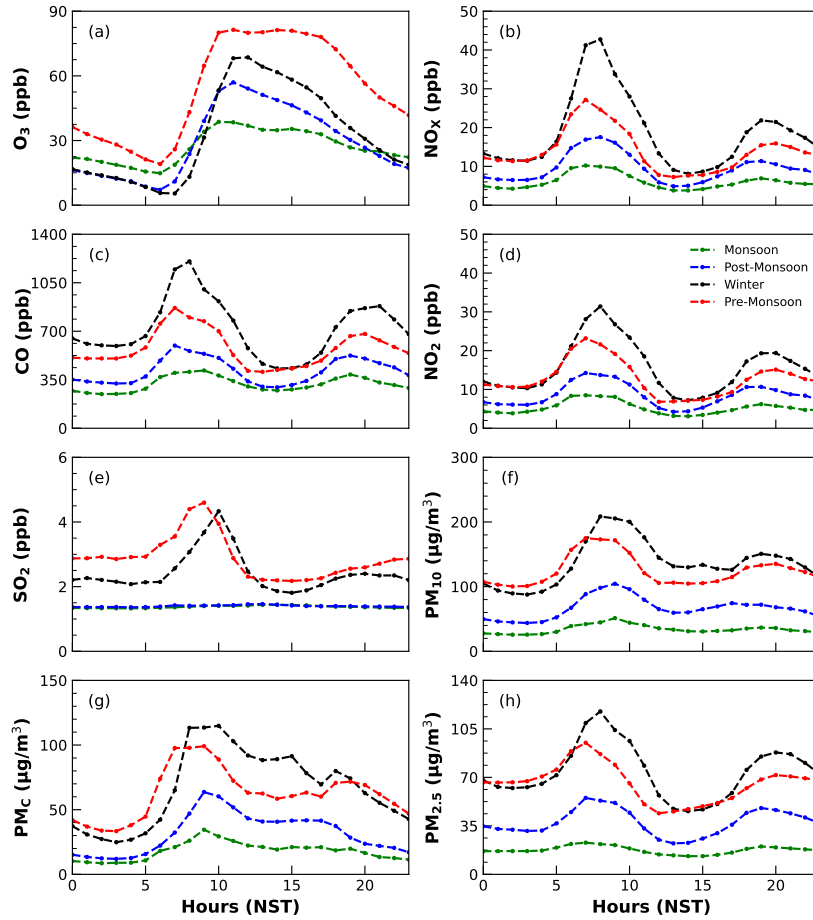 (a)
O₃ (ppb)
90
60
30
0
(b)
NOₓ (ppb)
50
40
30
20
10
0
(c)
CO (ppb)
1400
1050
700
350
0
(d)
NO₂ (ppb)
50
40
30
20
10
0
Monsoon
Post-Monsoon
Winter
Pre-Monsoon
(e)
SO₂ (ppb)
6
4
2
0
(f)
PM₁₀ (µg/m³)
300
200
100
0
(g)
PM_C (µg/m³)
150
100
50
0
0 5 10 15 20
Hours (NST)
(h)
PM₂.₅ (µg/m³)
140
105
70
35
0
0 5 10 15 20
Hours (NST)